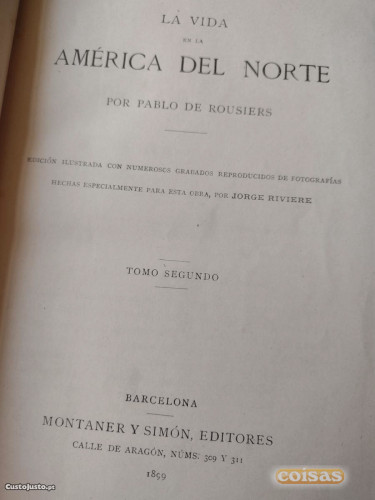 LA VIDA
EN LA
AMÉRICA DEL NORTE
POR PABLO DE ROUSIERS
EDICIÓN ILUSTRADA CON NUMEROSOS GRABADOS REPRODUCIDOS DE FOTOGRAFÍAS
HECHAS ESPECIALMENTE PARA ESTA OBRA, POR JORGE RIVIERE
TOMO SEGUNDO
BARCELONA
MONTANER Y SIMÓN, EDITORES
CALLE DE ARAGÓN, NÚMS. 309 Y 311
1899
CustoJusto.pt
coisas